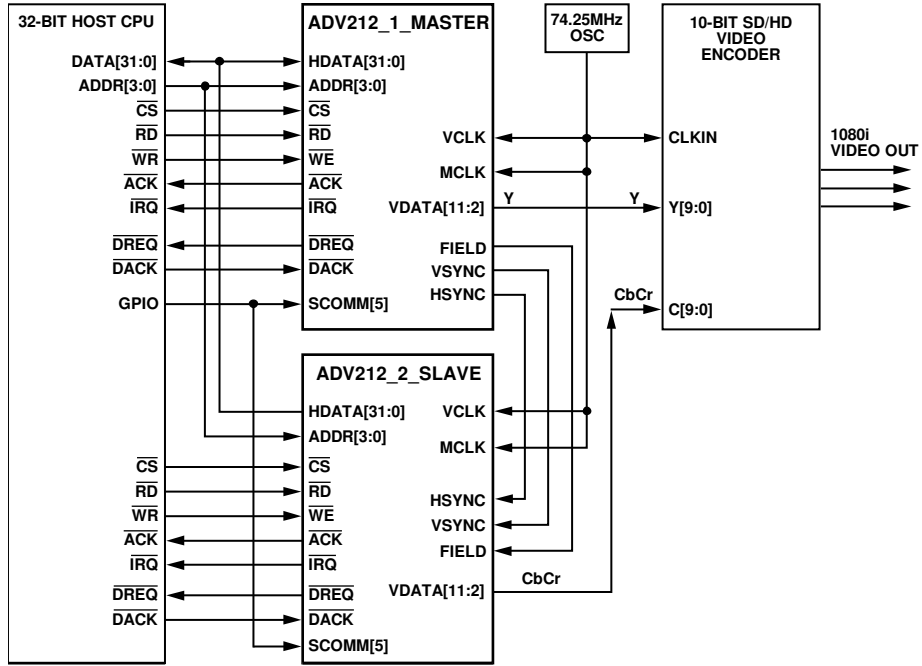 32-BIT HOST CPU
DATA[31:0]
ADDR[3:0]
CS
RD
WR
ACK
IRQ
DREQ
DACK
GPIO
CS
RD
WR
ACK
IRQ
DREQ
DACK
ADV212_1_MASTER
HDATA[31:0]
ADDR[3:0]
CS
RD
WE
ACK
IRQ
DREQ
DACK
SCOMM[5]
VCLK
MCLK
VDATA[11:2]
FIELD
VSYNC
HSYNC
ADV212_2_SLAVE
HDATA[31:0]
ADDR[3:0]
CS
RD
WE
ACK
IRQ
DREQ
DACK
SCOMM[5]
VCLK
MCLK
HSYNC
VSYNC
FIELD
VDATA[11:2]
74.25MHz
OSC
Y
Y
CbCr
CbCr
10-BIT SD/HD
VIDEO
ENCODER
CLKIN
Y[9:0]
C[9:0]
1080i
VIDEO OUT